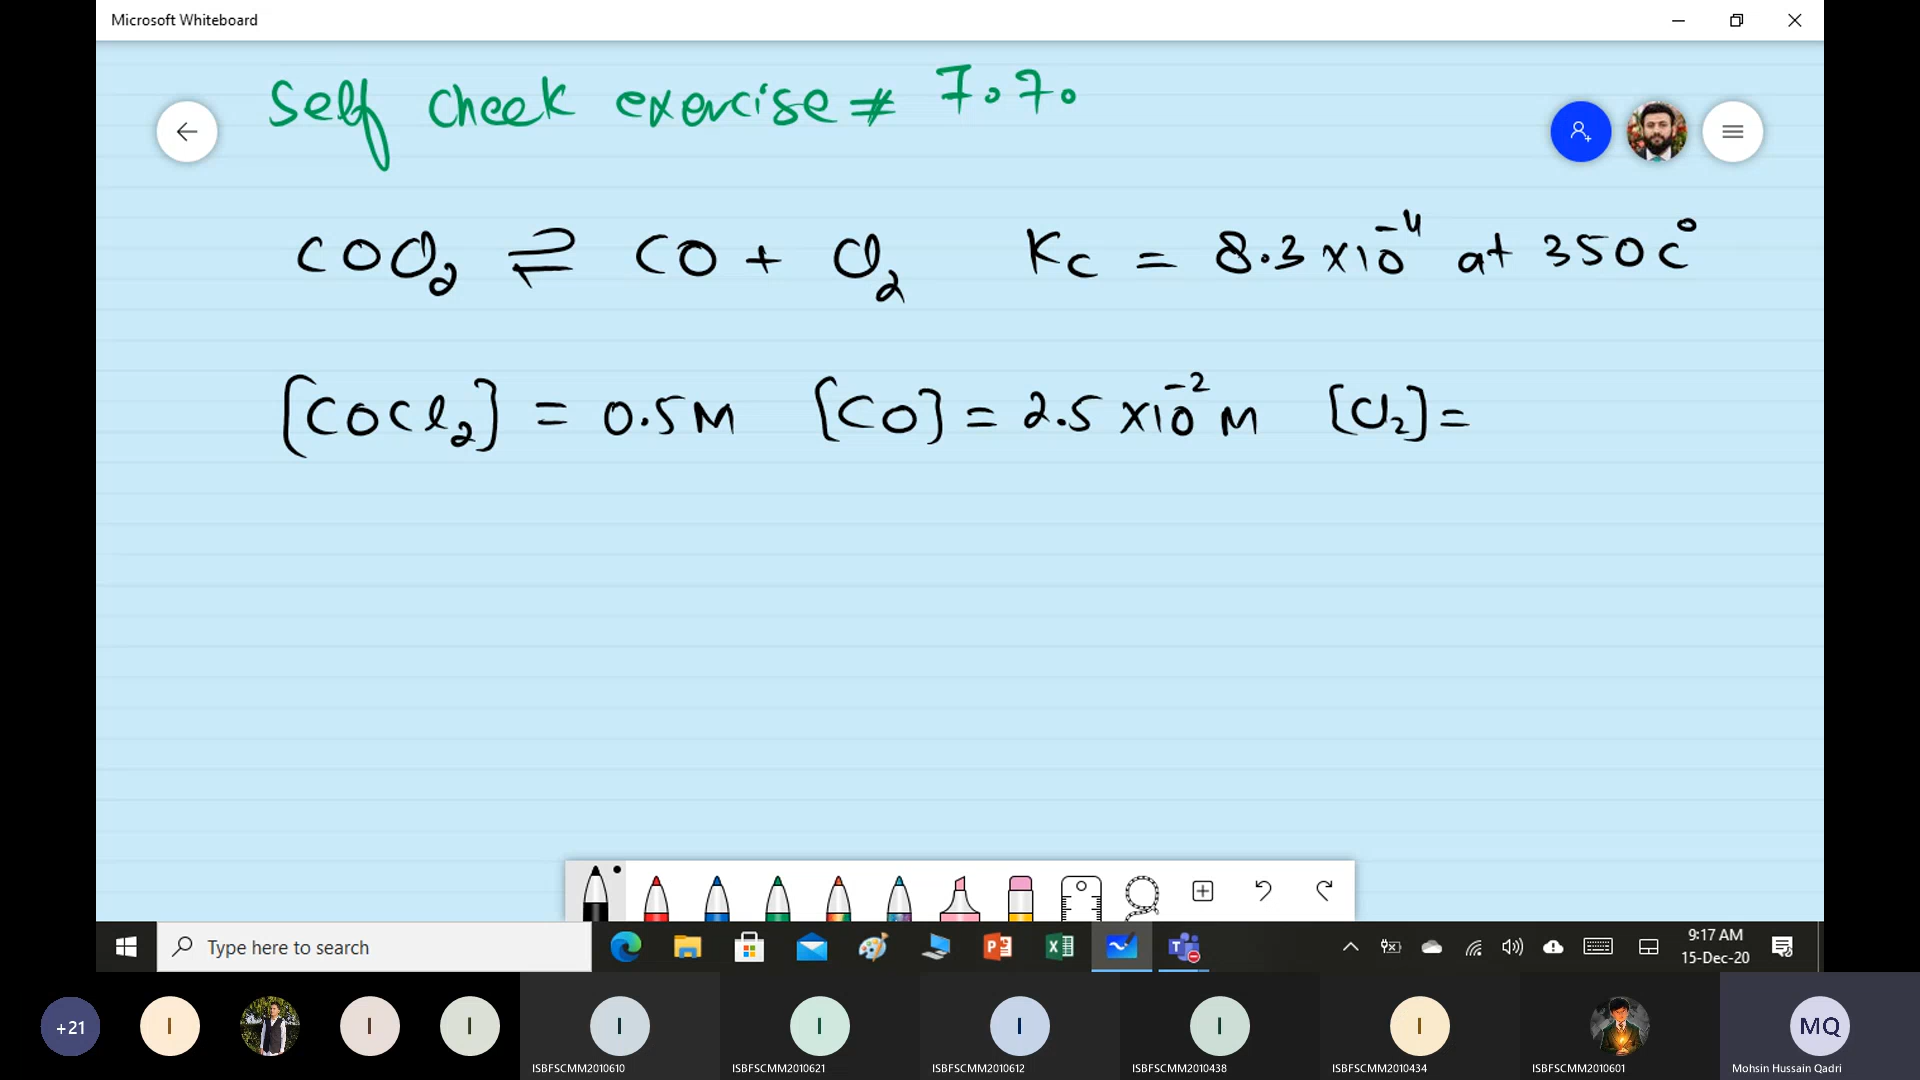 Microsoft Whiteboard
Self Check exercise # 7.7.
COCl₂ ⇌ CO + Cl₂ Kc = 8.3 x10⁻⁴ at 350 C°
[COCl₂] = 0.5M [CO] = 2.5 x10⁻² M [Cl₂] =
Type here to search
9:17 AM
15-Dec-20
+21 I I I I I I I I MQ
ISBFSCMM2010610 ISBFSCMM2010621 ISBFSCMM2010612 ISBFSCMM2010438 ISBFSCMM2010434 ISBFSCMM2010601 Mohsin Hussain Qadri